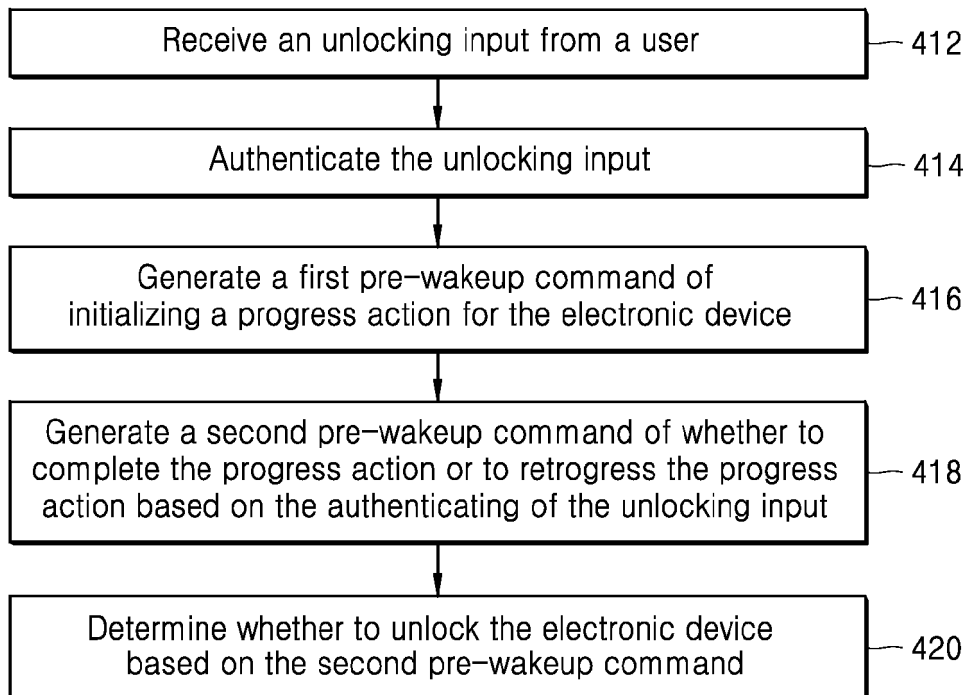 Receive an unlocking input from a user
412
Authenticate the unlocking input
414
Generate a first pre-wakeup command of
initializing a progress action for the electronic device
416
Generate a second pre-wakeup command of whether to
complete the progress action or to retrogress the progress
action based on the authenticating of the unlocking input
418
Determine whether to unlock the electronic device
based on the second pre-wakeup command
420